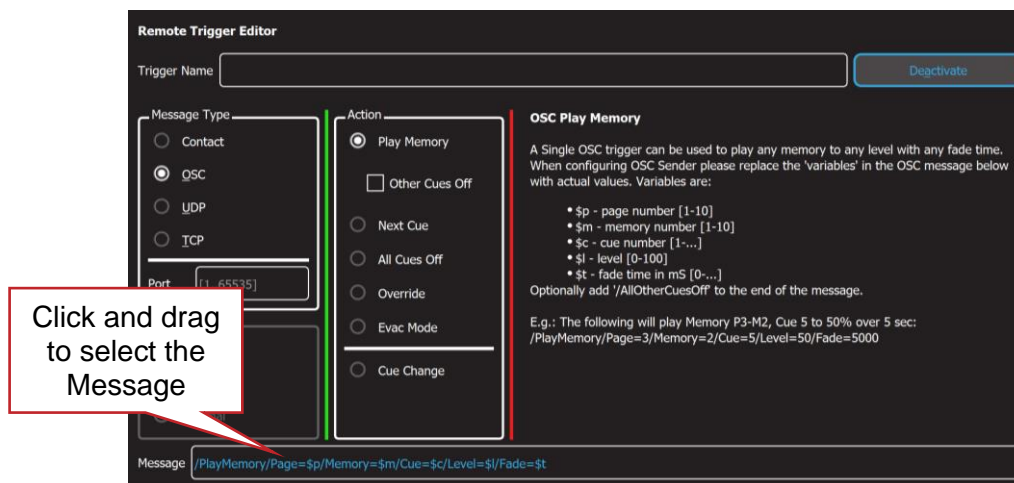 Remote Trigger Editor
Trigger Name
Deactivate
Message Type
Contact
OSC
UDP
TCP
Port [1..65535]
Action
Play Memory
Other Cues Off
Next Cue
All Cues Off
Override
Evac Mode
Cue Change
OSC Play Memory
A Single OSC trigger can be used to play any memory to any level with any fade time.
When configuring OSC Sender please replace the 'variables' in the OSC message below
with actual values. Variables are:
• $p - page number [1-10]
• $m - memory number [1-10]
• $c - cue number [1-...]
• $l - level [0-100]
• $t - fade time in mS [0-...]
Optionally add '/AllOtherCuesOff' to the end of the message.
E.g.: The following will play Memory P3-M2, Cue 5 to 50% over 5 sec:
/PlayMemory/Page=3/Memory=2/Cue=5/Level=50/Fade=5000
Click and drag
to select the
Message
Message /PlayMemory/Page=$p/Memory=$m/Cue=$c/Level=$l/Fade=$t